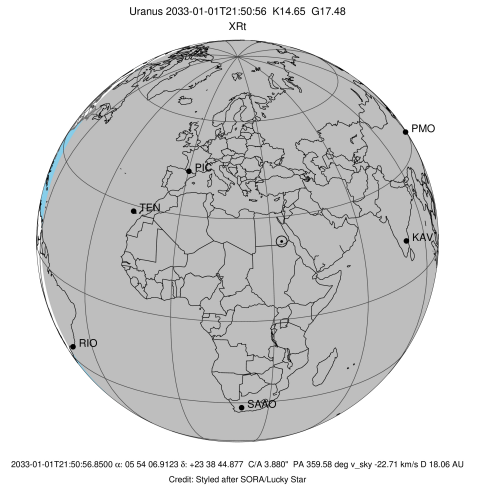 Uranus 2033-01-01T21:50:56 K14.65 G17.48
XRt
PMO
PIC
TEN
KAV
RIO
SAAO
2033-01-01T21:50:56.8500 α: 05 54 06.9123 δ: +23 38 44.877 C/A 3.880" PA 359.58 deg v_sky -22.71 km/s D 18.06 AU
Credit: Styled after SORA/Lucky Star